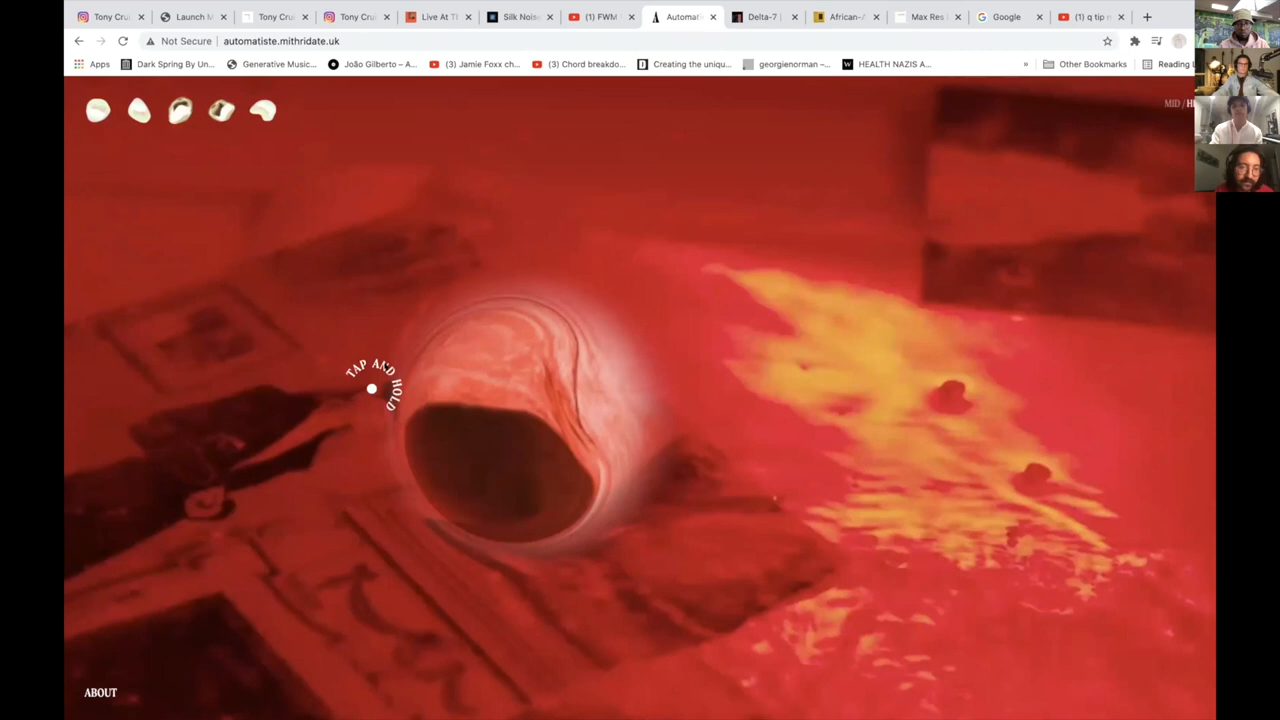 Tony Cru
Launch M
Tony Cru
Tony Cru
Live At T
Silk Nois
(1) FWM
Automat
Delta-7 |
African-A
Max Res
Google
(1) q tip n
Not Secure
automatiste.mithridate.uk
Apps
Dark Spring By Un...
Generative Music...
João Gilberto – A...
(3) Jamie Foxx ch...
(3) Chord breakdo...
Creating the uniqu...
georgienorman –...
HEALTH NAZIS A...
»
Other Bookmarks
Reading L
MID / H
TAP AND HOLD
ABOUT